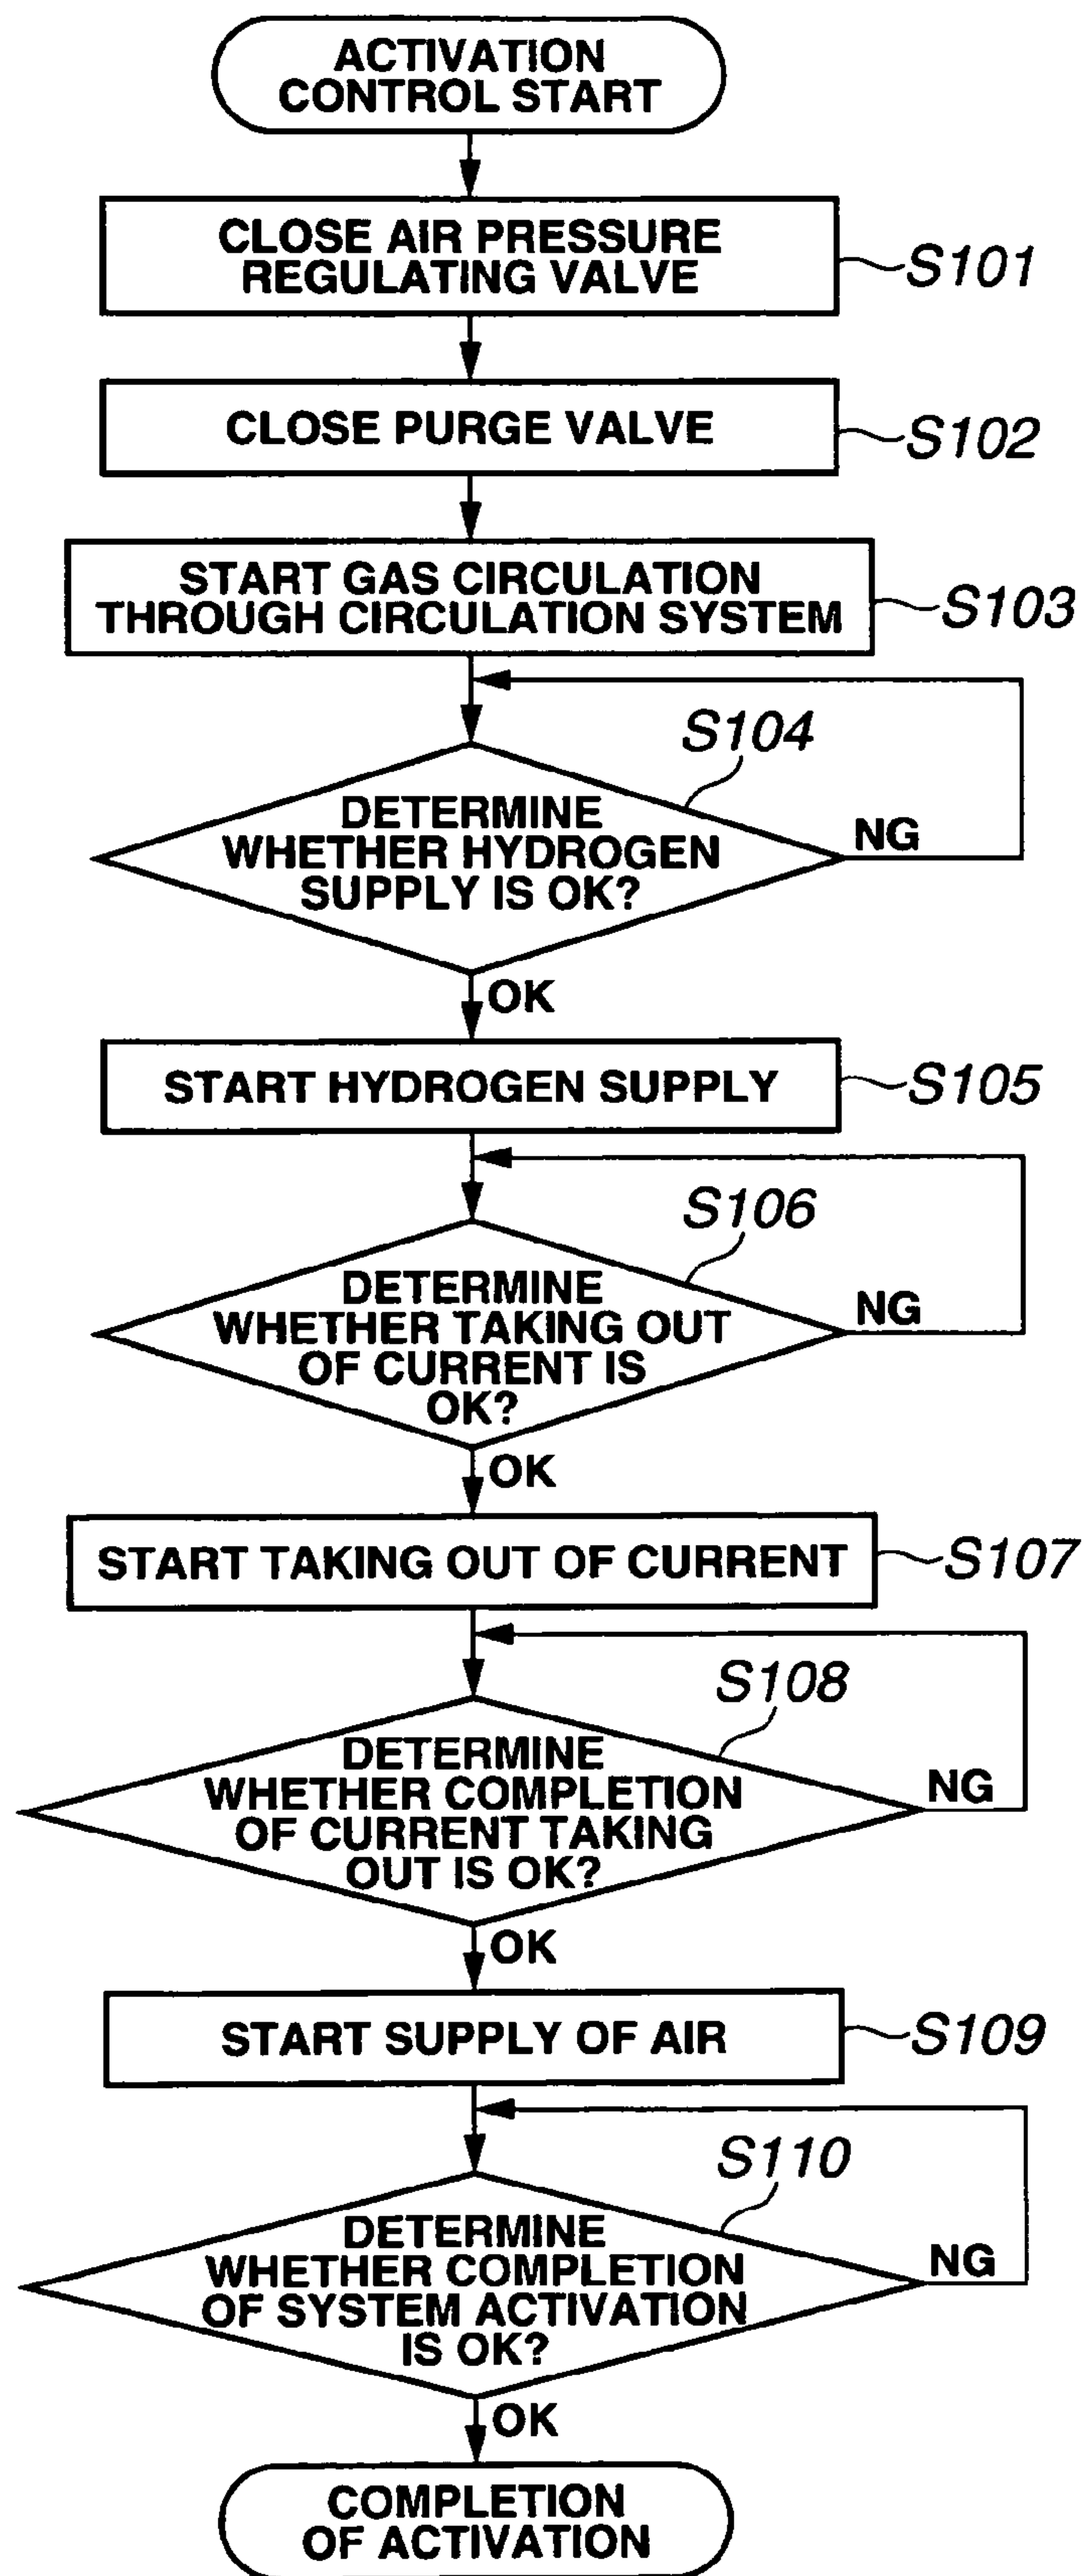 ACTIVATION
CONTROL START
CLOSE AIR PRESSURE
REGULATING VALVE
S101
CLOSE PURGE VALVE
S102
START GAS CIRCULATION
THROUGH CIRCULATION SYSTEM
S103
S104
DETERMINE
WHETHER HYDROGEN
SUPPLY IS OK?
NG
OK
START HYDROGEN SUPPLY
S105
S106
DETERMINE
WHETHER TAKING OUT
OF CURRENT IS
OK?
NG
OK
START TAKING OUT OF CURRENT
S107
S108
DETERMINE
WHETHER COMPLETION
OF CURRENT TAKING
OUT IS OK?
NG
OK
START SUPPLY OF AIR
S109
S110
DETERMINE
WHETHER COMPLETION
OF SYSTEM ACTIVATION
IS OK?
NG
OK
COMPLETION
OF ACTIVATION